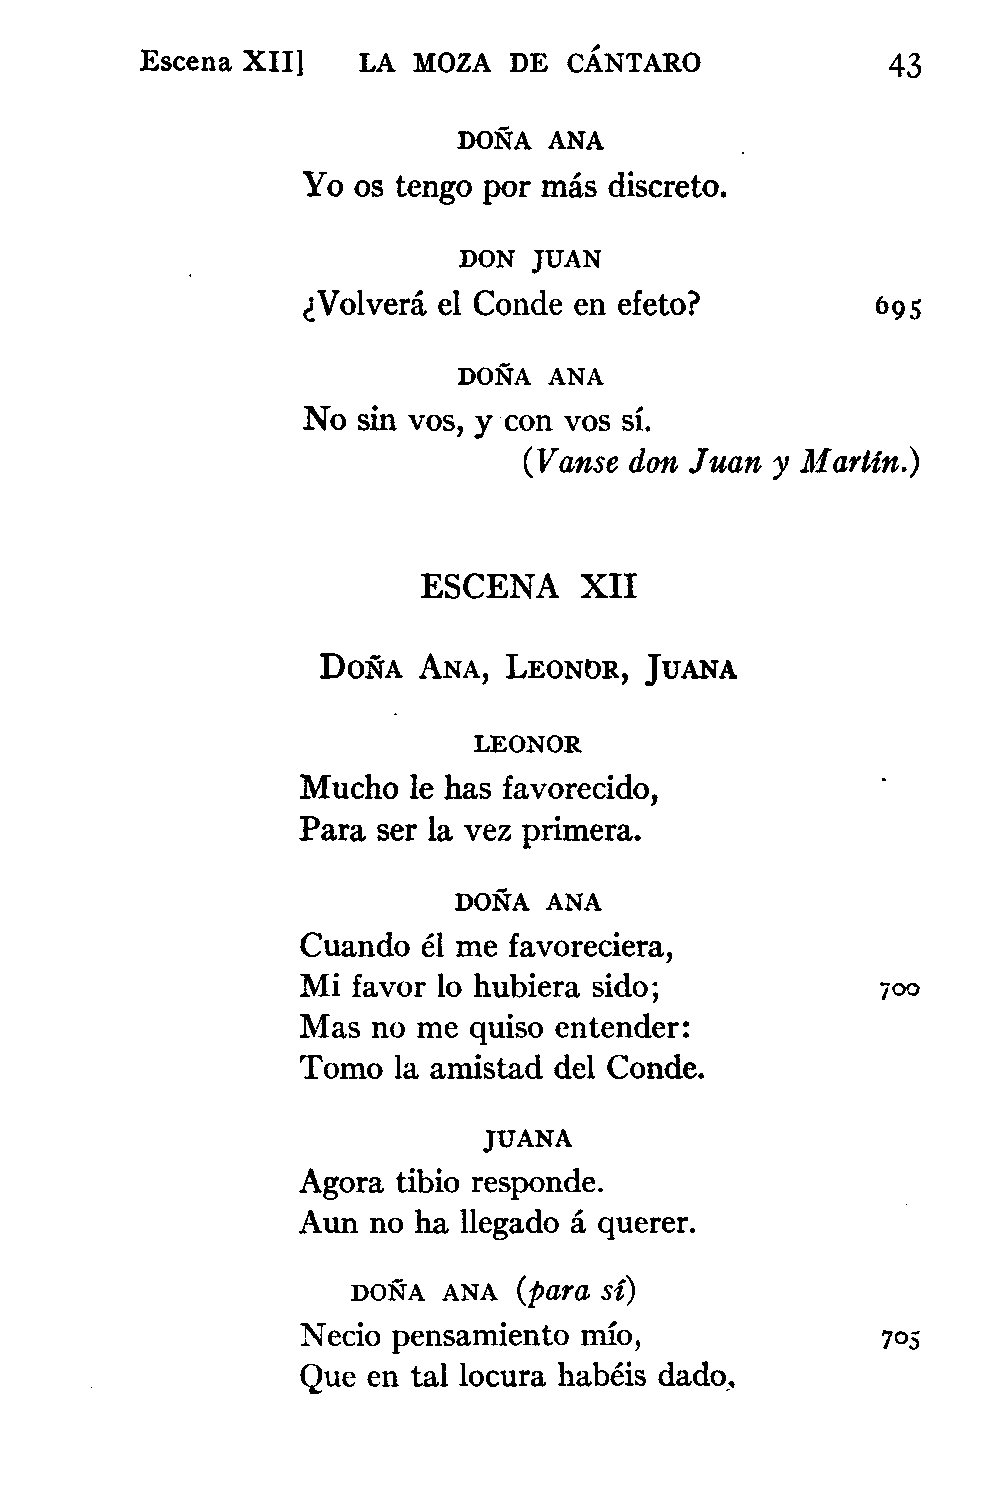 Escena XII] LA MOZA DE CÁNTARO 43
DOÑA ANA
Yo os tengo por más discreto.
DON JUAN
¿Volverá el Conde en efeto? 695
DOÑA ANA
No sin vos, y con vos sí.
(Vanse don Juan y Martín.)
ESCENA XII
DOÑA ANA, LEONOR, JUANA
LEONOR
Mucho le has favorecido,
Para ser la vez primera.
DOÑA ANA
Cuando él me favoreciera,
Mi favor lo hubiera sido; 700
Mas no me quiso entender:
Tomo la amistad del Conde.
JUANA
Agora tibio responde.
Aun no ha llegado á querer.
DOÑA ANA (para sí)
Necio pensamiento mío, 705
Que en tal locura habéis dado,